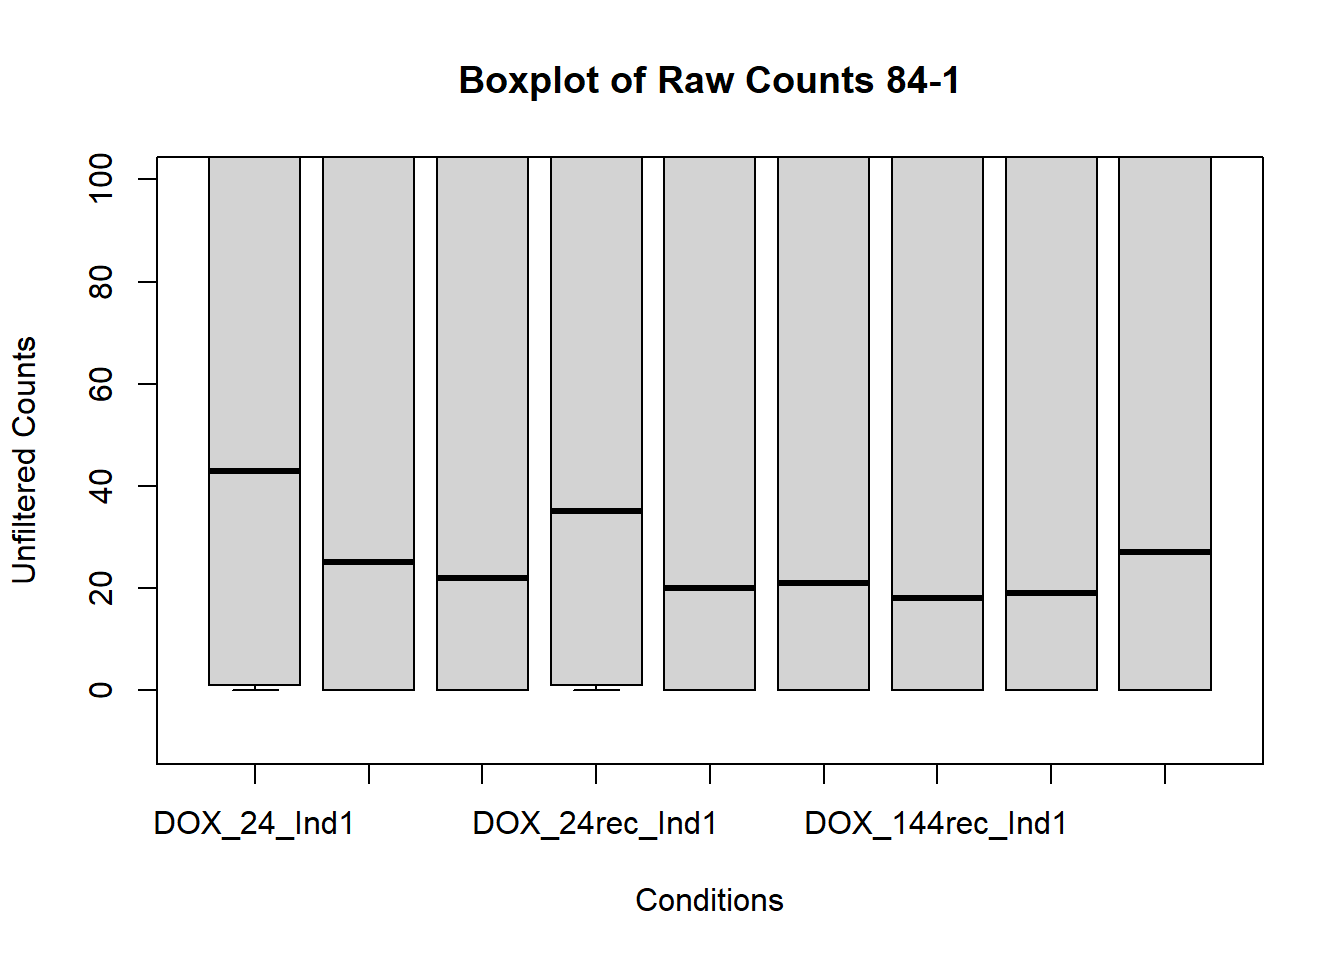 Boxplot of Raw Counts 84-1
Unfiltered Counts
100
80
60
40
20
0
DOX_24_Ind1 DOX_24rec_Ind1 DOX_144rec_Ind1
Conditions